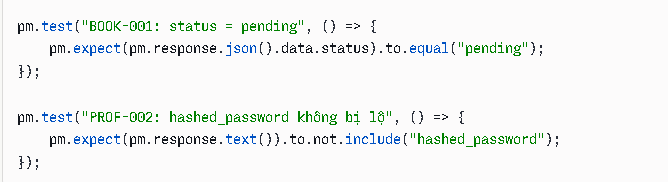 pm.test("BOOK-001: status = pending", () => {
    pm.expect(pm.response.json().data.status).to.equal("pending");
});
pm.test("PROF-002: hashed_password không bị lộ", () => {
    pm.expect(pm.response.text()).to.not.include("hashed_password");
});